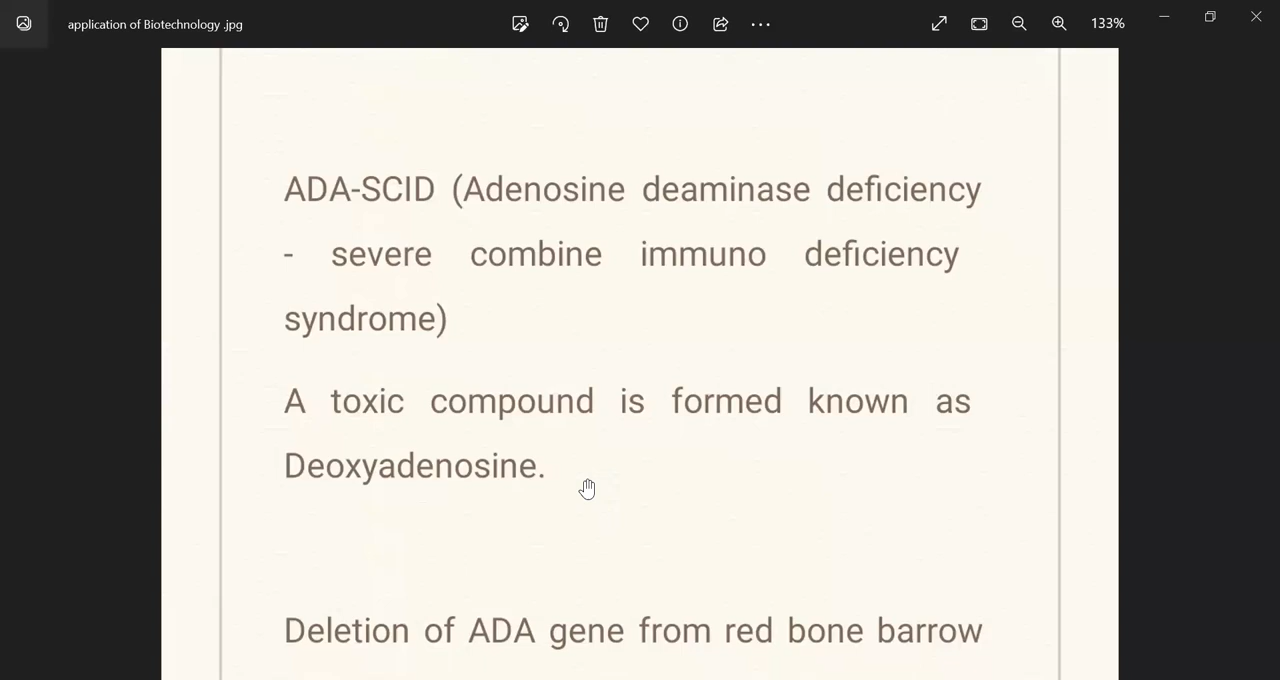 application of Biotechnology .jpg
133%
ADA-SCID (Adenosine deaminase deficiency
- severe combine immuno deficiency
syndrome)
A toxic compound is formed known as
Deoxyadenosine.
Deletion of ADA gene from red bone barrow